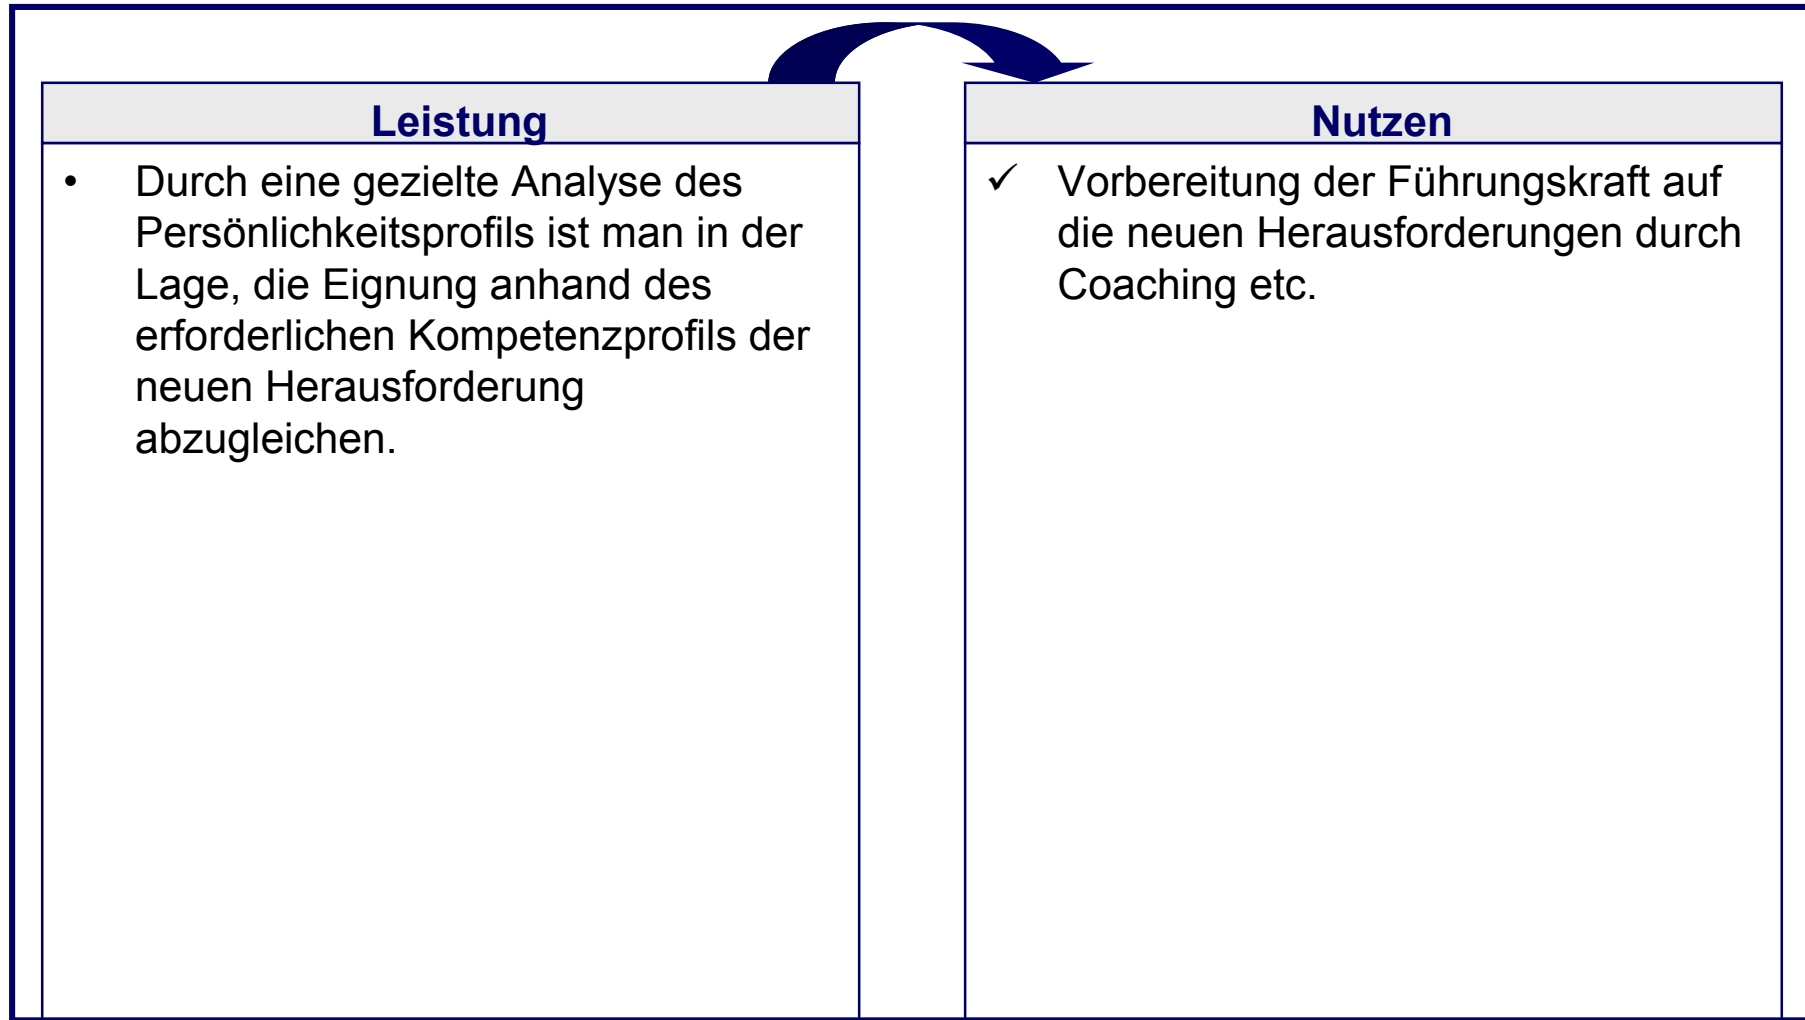 Leistung
• Durch eine gezielte Analyse des
Persönlichkeitsprofils ist man in der
Lage, die Eignung anhand des
erforderlichen Kompetenzprofils der
neuen Herausforderung
abzugleichen.
Nutzen
✓ Vorbereitung der Führungskraft auf
die neuen Herausforderungen durch
Coaching etc.